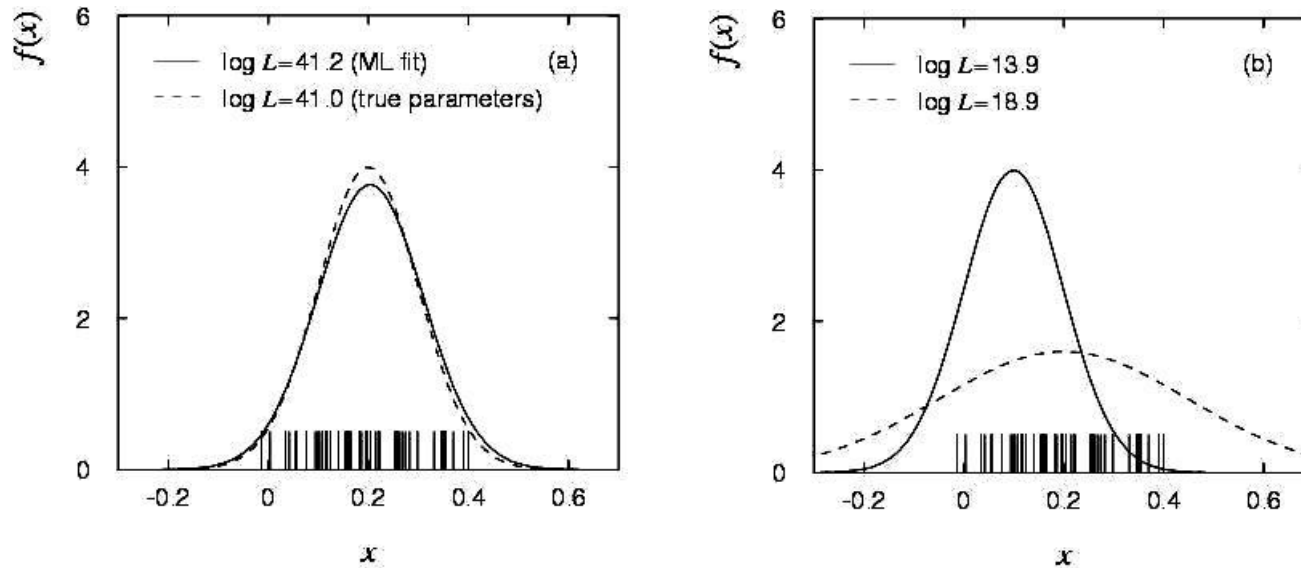 f(x)
6
4
2
0
log L=41.2 (ML fit)
log L=41.0 (true parameters)
(a)
-0.2
0
0.2
0.4
0.6
x
f(x)
6
4
2
0
log L=13.9
log L=18.9
(b)
-0.2
0
0.2
0.4
0.6
x